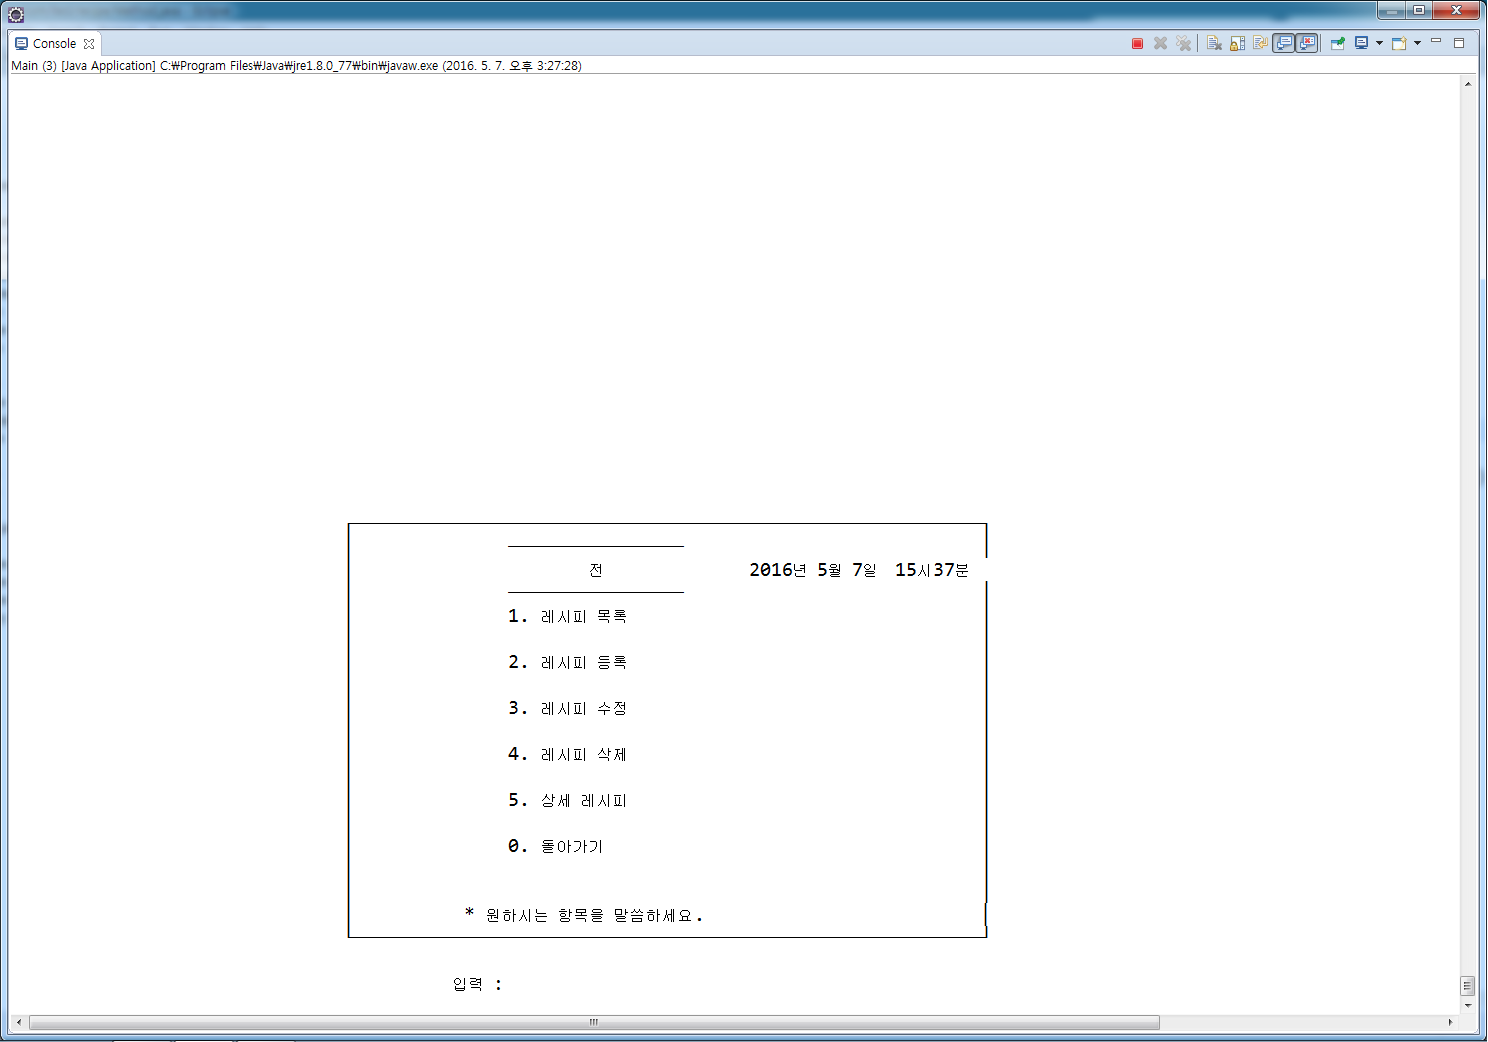 Console
Main (3) [Java Application] C:₩Program Files₩Java₩jre1.8.0_77₩bin₩javaw.exe (2016. 5. 7. 오후 3:27:28)
전 2016년 5월 7일 15시37분
1. 레시피 목록
2. 레시피 등록
3. 레시피 수정
4. 레시피 삭제
5. 상세 레시피
0. 돌아가기
* 원하시는 항목을 말씀하세요.
입력 :